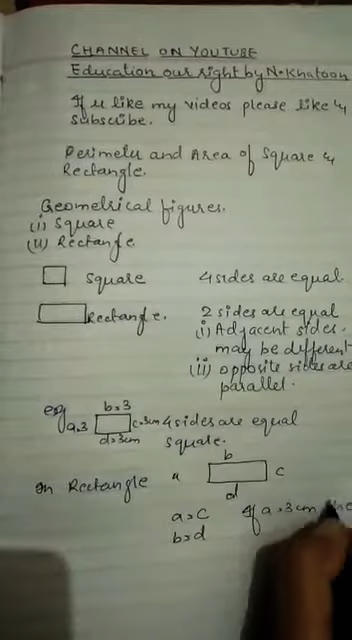 CHANNEL ON YOUTUBE
Education our right by N. Khatoon
If u like my videos please like &
subscribe.
Perimeter and Area of Square &
Rectangle.
Geometrical figures.
(i) Square
(ii) Rectangle
Square 4 sides are equal
Rectangle. 2 sides are equal
(i) Adjacent sides.
may be different
(ii) opposite sides are
parallel.
b=3
eg a=3 c=3cm 4 sides are equal
d=3cm square.
b
In Rectangle a c
d
a=c If a=3cm
b=d